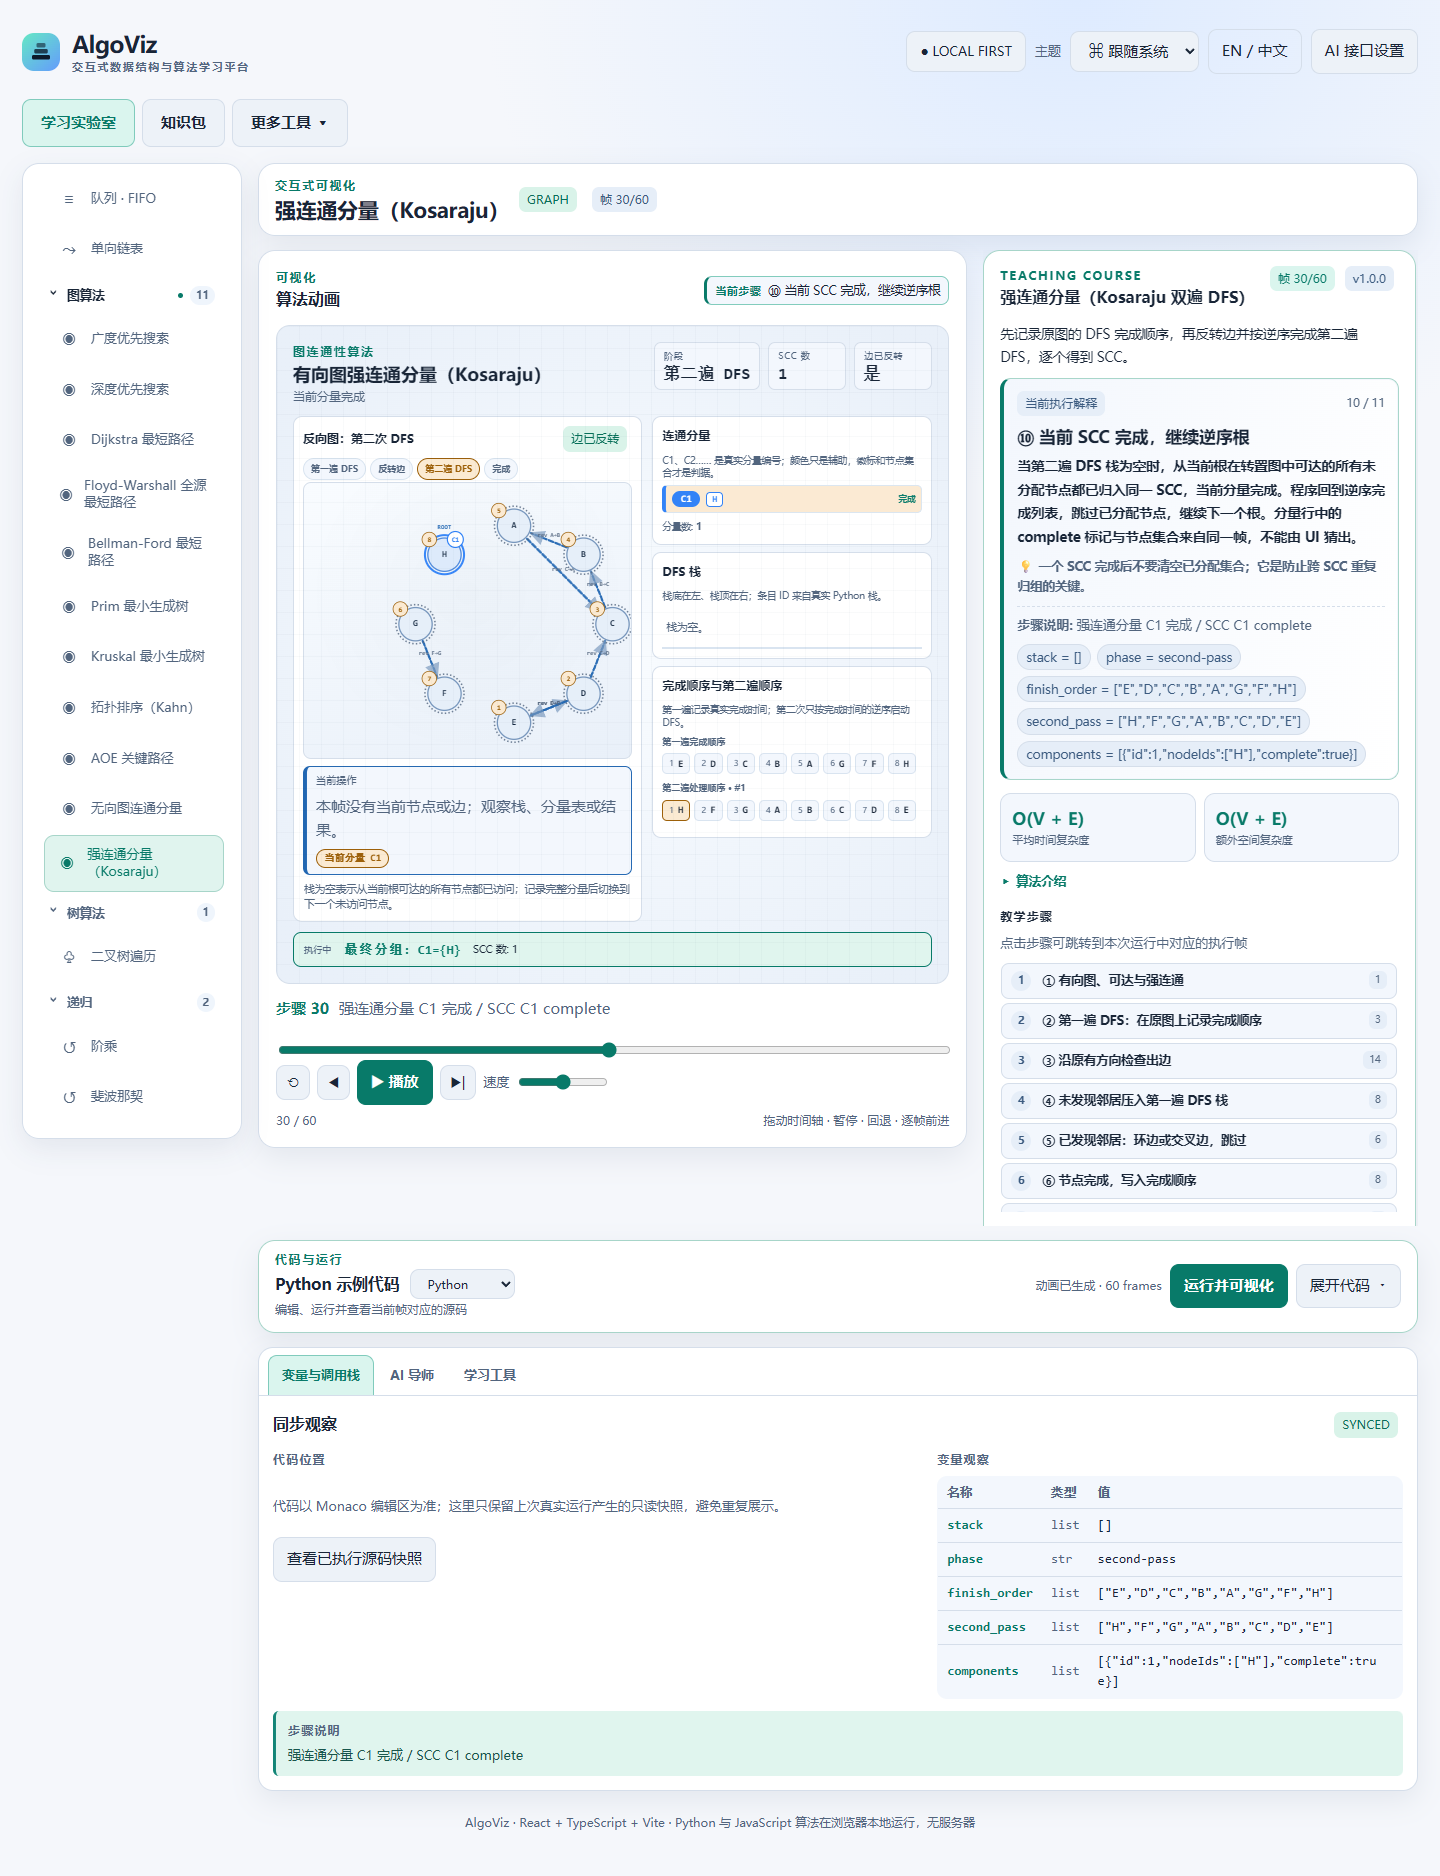 AlgoViz
交互式数据结构与算法学习平台
● LOCAL FIRST
主题
⌘ 跟随系统
EN / 中文
AI 接口设置
学习实验室
知识包
更多工具 ▾
队列 · FIFO
单向链表
图算法
11
广度优先搜索
深度优先搜索
Dijkstra 最短路径
Floyd-Warshall 全源
最短路径
Bellman-Ford 最短
路径
Prim 最小生成树
Kruskal 最小生成树
拓扑排序（Kahn）
AOE 关键路径
无向图连通分量
强连通分量
（Kosaraju）
树算法
1
二叉树遍历
递归
2
阶乘
斐波那契
交互式可视化
强连通分量（Kosaraju）
GRAPH
帧 30/60
可视化
算法动画
当前步骤 ⑩ 当前 SCC 完成，继续逆序根
图连通性算法
有向图强连通分量（Kosaraju）
当前分量完成
阶段
第二遍 DFS
SCC 数
1
边已反转
是
反向图：第二次 DFS
边已反转
第一遍 DFS
反转边
第二遍 DFS
完成
ROOT
8
C1
H
5
A
4
B
3
C
2
D
1
E
7
F
6
G
连通分量
C1、C2…… 是真实分量编号；颜色只是辅助，徽标和节点集
合才是判据。
C1
H
完成
分量数: 1
DFS 栈
栈底在左、栈顶在右；条目 ID 来自真实 Python 栈。
栈为空。
完成顺序与第二遍顺序
第一遍记录真实完成时间；第二次只按完成时间的逆序启动
DFS。
第一遍完成顺序
1 E
2 D
3 C
4 B
5 A
6 G
7 F
8 H
第二遍处理顺序 • #1
1 H
2 F
3 G
4 A
5 B
6 C
7 D
8 E
当前操作
本帧没有当前节点或边；观察栈、分量表或结
果。
当前分量 C1
栈为空表示从当前根可达的所有节点都已访问；记录完整分量后切换到
下一个未访问节点。
执行中
最终分组: C1={H}
SCC 数: 1
步骤 30 强连通分量 C1 完成 / SCC C1 complete
▶ 播放
速度
30 / 60
拖动时间轴 · 暂停 · 回退 · 逐帧前进
TEACHING COURSE
强连通分量（Kosaraju 双遍 DFS）
帧 30/60
v1.0.0
先记录原图的 DFS 完成顺序，再反转边并按逆序完成第二遍
DFS，逐个得到 SCC。
当前执行解释
10 / 11
⑩ 当前 SCC 完成，继续逆序根
当第二遍 DFS 栈为空时，从当前根在转置图中可达的所有未
分配节点都已归入同一 SCC，当前分量完成。程序回到逆序完
成列表，跳过已分配节点，继续下一个根。分量行中的
complete 标记与节点集合来自同一帧，不能由 UI 猜出。
💡 一个 SCC 完成后不要清空已分配集合；它是防止跨 SCC 重复
归组的关键。
步骤说明: 强连通分量 C1 完成 / SCC C1 complete
stack = []
phase = second-pass
finish_order = ["E","D","C","B","A","G","F","H"]
second_pass = ["H","F","G","A","B","C","D","E"]
components = [{"id":1,"nodeIds":["H"],"complete":true}]
O(V + E)
平均时间复杂度
O(V + E)
额外空间复杂度
▸ 算法介绍
教学步骤
点击步骤可跳转到本次运行中对应的执行帧
1 ① 有向图、可达与强连通 1
2 ② 第一遍 DFS：在原图上记录完成顺序 3
3 ③ 沿原有方向检查出边 14
4 ④ 未发现邻居压入第一遍 DFS 栈 8
5 ⑤ 已发现邻居：环边或交叉边，跳过 6
6 ⑥ 节点完成，写入完成顺序 8
代码与运行
Python 示例代码
Python
编辑、运行并查看当前帧对应的源码
动画已生成 · 60 frames
运行并可视化
展开代码
变量与调用栈
AI 导师
学习工具
同步观察
SYNCED
代码位置
代码以 Monaco 编辑区为准；这里只保留上次真实运行产生的只读快照，避免重复展示。
查看已执行源码快照
变量观察
名称 类型 值
stack list []
phase str second-pass
finish_order list ["E","D","C","B","A","G","F","H"]
second_pass list ["H","F","G","A","B","C","D","E"]
components list [{"id":1,"nodeIds":["H"],"complete":tru
e}]
步骤说明
强连通分量 C1 完成 / SCC C1 complete
AlgoViz · React + TypeScript + Vite · Python 与 JavaScript 算法在浏览器本地运行，无服务器